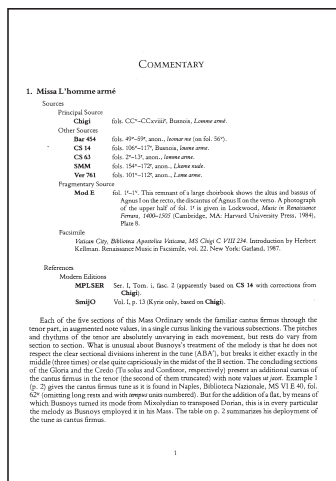 COMMENTARY
1. Missa L'homme armé
Sources
Principal Source
Chigi fols. CCᵛ–CCxviiiʳ, Busnois, Lomme armé.
Other Sources
Bar 454 fols. 49ᵛ–59ʳ, anon., lomme arme (on fol. 56ᵛ).
CS 14 fols. 106ᵛ–117ʳ, Busnois, lome arme.
CS 63 fols. 2ᵛ–13ʳ, anon., lomme arme.
SMM fols. 154ᵛ–172ʳ, anon., Lhome nude.
Ver 761 fols. 101ᵛ–112ʳ, anon., Lome arme.
Fragmentary Source
Mod E fol. 1ʳ–1ᵛ. This remnant of a large choirbook shows the altus and bassus of
Agnus I on the recto, the discantus of Agnus II on the verso. A photograph
of the upper half of fol. 1ʳ is given in Lockwood, Music in Renaissance
Ferrara, 1400–1505 (Cambridge, MA: Harvard University Press, 1984),
Plate 8.
Facsimile
Vatican City, Biblioteca Apostolica Vaticana, MS Chigi C VIII 234. Introduction by Herbert
Kellman. Renaissance Music in Facsimile, vol. 22. New York: Garland, 1987.
References
Modern Editions
MPLSER Ser. I, Tom. i, fasc. 2 (apparently based on CS 14 with corrections from
Chigi).
SmijO Vol. I, p. 13 (Kyrie only, based on Chigi).
Each of the five sections of this Mass Ordinary sends the familiar cantus firmus through the
tenor part, in augmented note values, in a single cursus linking the various subsections. The pitches
and rhythms of the tenor are absolutely unvarying in each movement, but rests do vary from
section to section. What is unusual about Busnoys's treatment of the melody is that he does not
respect the clear sectional divisions inherent in the tune (ABA'), but breaks it either exactly in the
middle (three times) or else quite capriciously in the midst of the B section. The concluding sections
of the Gloria and the Credo (Tu solus and Confiteor, respectively) present an additional cursus of
the cantus firmus in the tenor (the second of them truncated) with note values ut jacet. Example 1
(p. 2) gives the cantus firmus tune as it is found in Naples, Biblioteca Nazionale, MS VI E 40, fol.
62ᵛ (omitting long rests and with tempus units numbered). But for the addition of a flat, by means of
which Busnoys turned its mode from Mixolydian to transposed Dorian, this is in every particular
the melody as Busnoys employed it in his Mass. The table on p. 2 summarizes his deployment of
the tune as cantus firmus.
1